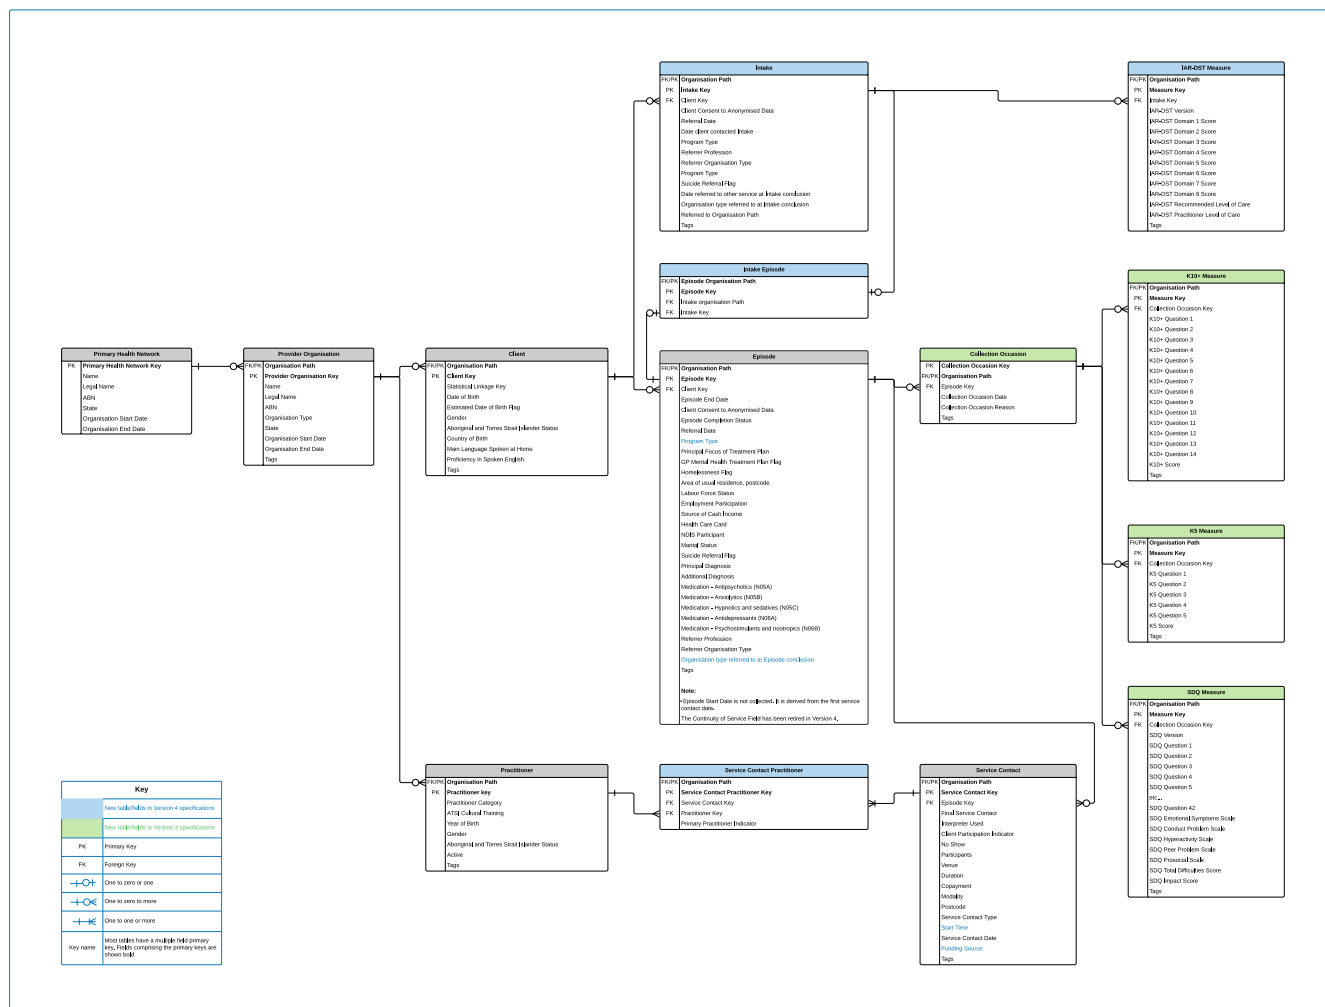 Intake
FK/PK Organisation Path
PK Intake Key
FK Client Key
Client Consent to Anonymised Data
Referral Date
Date client contacted Intake
Program Type
Referrer Profession
Referrer Organisation Type
Program Type
Suicide Referral Flag
Date referred to other service at Intake conclusion
Organisation type referred to at Intake conclusion
Referred to Organisation Path
Tags
IAR-DST Measure
FK/PK Organisation Path
PK Measure Key
FK Intake Key
IAR-DST Version
IAR-DST Domain 1 Score
IAR-DST Domain 2 Score
IAR-DST Domain 3 Score
IAR-DST Domain 4 Score
IAR-DST Domain 5 Score
IAR-DST Domain 6 Score
IAR-DST Domain 7 Score
IAR-DST Domain 8 Score
IAR-DST Recommended Level of Care
IAR-DST Practitioner Level of Care
Tags
Intake Episode
FK/PK Episode Organisation Path
PK Episode Key
FK Intake organisation Path
FK Intake Key
K10+ Measure
FK/PK Organisation Path
PK Measure Key
FK Collection Occasion Key
K10+ Question 1
K10+ Question 2
K10+ Question 3
K10+ Question 4
K10+ Question 5
K10+ Question 6
K10+ Question 7
K10+ Question 8
K10+ Question 9
K10+ Question 10
K10+ Question 11
K10+ Question 12
K10+ Question 13
K10+ Question 14
K10+ Score
Tags
Primary Health Network
PK Primary Health Network Key
Name
Legal Name
ABN
State
Organisation Start Date
Organisation End Date
Provider Organisation
FK/PK Organisation Path
PK Provider Organisation Key
Name
Legal Name
ABN
Organisation Type
State
Organisation Start Date
Organisation End Date
Tags
Client
FK/PK Organisation Path
PK Client Key
Statistical Linkage Key
Date of Birth
Estimated Date of Birth Flag
Gender
Aboriginal and Torres Strait Islander Status
Country of Birth
Main Language Spoken at Home
Proficiency in Spoken English
Tags
Episode
FK/PK Organisation Path
PK Episode Key
FK Client Key
Episode End Date
Client Consent to Anonymised Data
Episode Completion Status
Referral Date
Program Type
Principal Focus of Treatment Plan
GP Mental Health Treatment Plan Flag
Homelessness Flag
Area of usual residence, postcode
Labour Force Status
Employment Participation
Source of Cash Income
Health Care Card
NDIS Participant
Marital Status
Suicide Referral Flag
Principal Diagnosis
Additional Diagnosis
Medication - Antipsychotics (N05A)
Medication - Anxiolytics (N05B)
Medication - Hypnotics and sedatives (N05C)
Medication - Antidepressants (N06A)
Medication - Psychostimulants and nootropics (N06B)
Referrer Profession
Referrer Organisation Type
Organisation type referred to at Episode conclusion
Tags
Note:
• Episode Start Date is not collected. It is derived from the first service
contact date.
The Continuity of Service Field has been retired in Version 4.
Collection Occasion
PK Collection Occasion Key
FK/PK Organisation Path
FK Episode Key
Collection Occasion Date
Collection Occasion Reason
Tags
K5 Measure
FK/PK Organisation Path
PK Measure Key
FK Collection Occasion Key
K5 Question 1
K5 Question 2
K5 Question 3
K5 Question 4
K5 Question 5
K5 Score
Tags
SDQ Measure
FK/PK Organisation Path
PK Measure Key
FK Collection Occasion Key
SDQ Version
SDQ Question 1
SDQ Question 2
SDQ Question 3
SDQ Question 4
SDQ Question 5
etc...
SDQ Question 42
SDQ Emotional Symptoms Scale
SDQ Conduct Problem Scale
SDQ Hyperactivity Scale
SDQ Peer Problem Scale
SDQ Prosocial Scale
SDQ Total Difficulties Score
SDQ Impact Score
Tags
Practitioner
FK/PK Organisation Path
PK Practitioner key
Practitioner Category
ATSI Cultural Training
Year of Birth
Gender
Aboriginal and Torres Strait Islander Status
Active
Tags
Service Contact Practitioner
FK/PK Organisation Path
PK Service Contact Practitioner Key
FK Service Contact Key
FK Practitioner Key
Primary Practitioner Indicator
Service Contact
FK/PK Organisation Path
PK Service Contact Key
FK Episode Key
Final Service Contact
Interpreter Used
Client Participation Indicator
No Show
Participants
Venue
Duration
Copayment
Modality
Postcode
Service Contact Type
Start Time
Service Contact Date
Funding Source
Tags
Key
New table/fields in Version 4 specifications
New table/fields in Version 3 specifications
PK Primary Key
FK Foreign Key
One to zero or one
One to zero to more
One to one or more
Key name Most tables have a multiple field primary
key. Fields comprising the primary keys are
shown bold